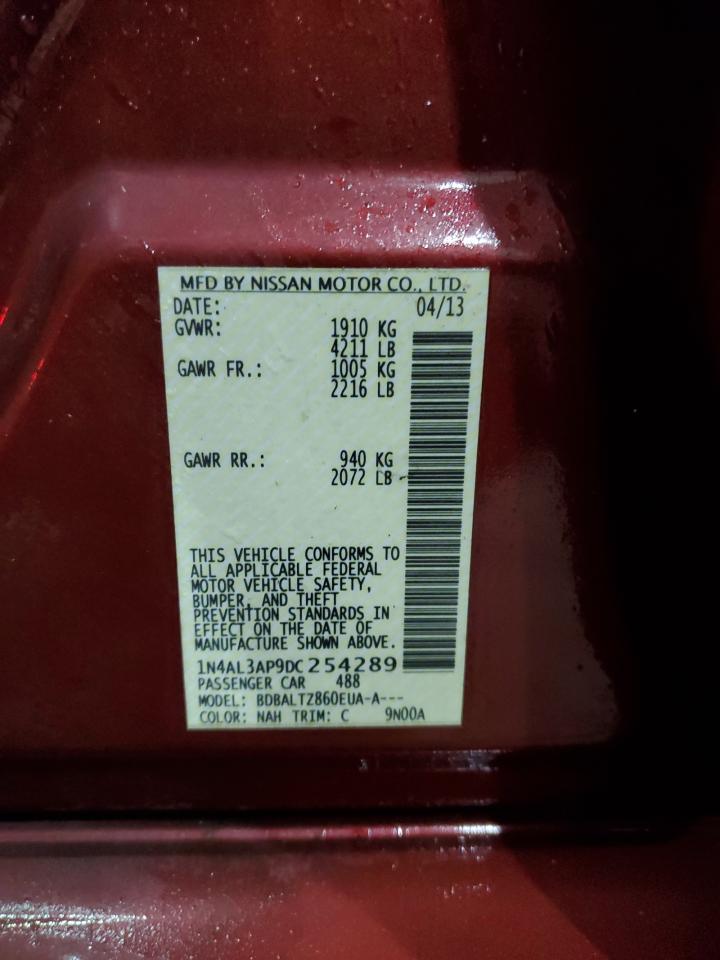 MFD BY NISSAN MOTOR CO., LTD.
DATE: 04/13
GVWR: 1910 KG
4211 LB
GAWR FR.: 1005 KG
2216 LB
GAWR RR.: 940 KG
2072 LB
THIS VEHICLE CONFORMS TO
ALL APPLICABLE FEDERAL
MOTOR VEHICLE SAFETY,
BUMPER, AND THEFT
PREVENTION STANDARDS IN
EFFECT ON THE DATE OF
MANUFACTURE SHOWN ABOVE.
1N4AL3AP9DC254289
PASSENGER CAR 488
MODEL: BDBALTZ860EUA-A---
COLOR: NAH TRIM: C 9N00A